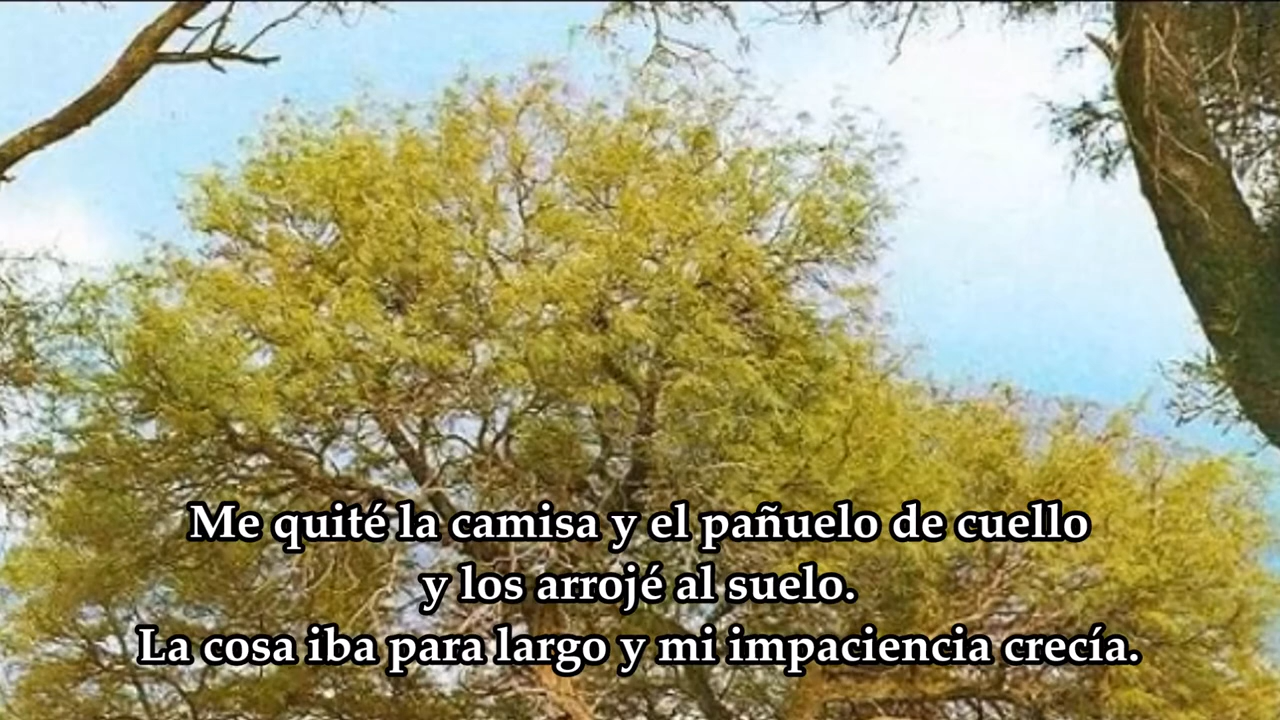 Me quité la camisa y el pañuelo de cuello
y los arrojé al suelo.
La cosa iba para largo y mi impaciencia crecía.